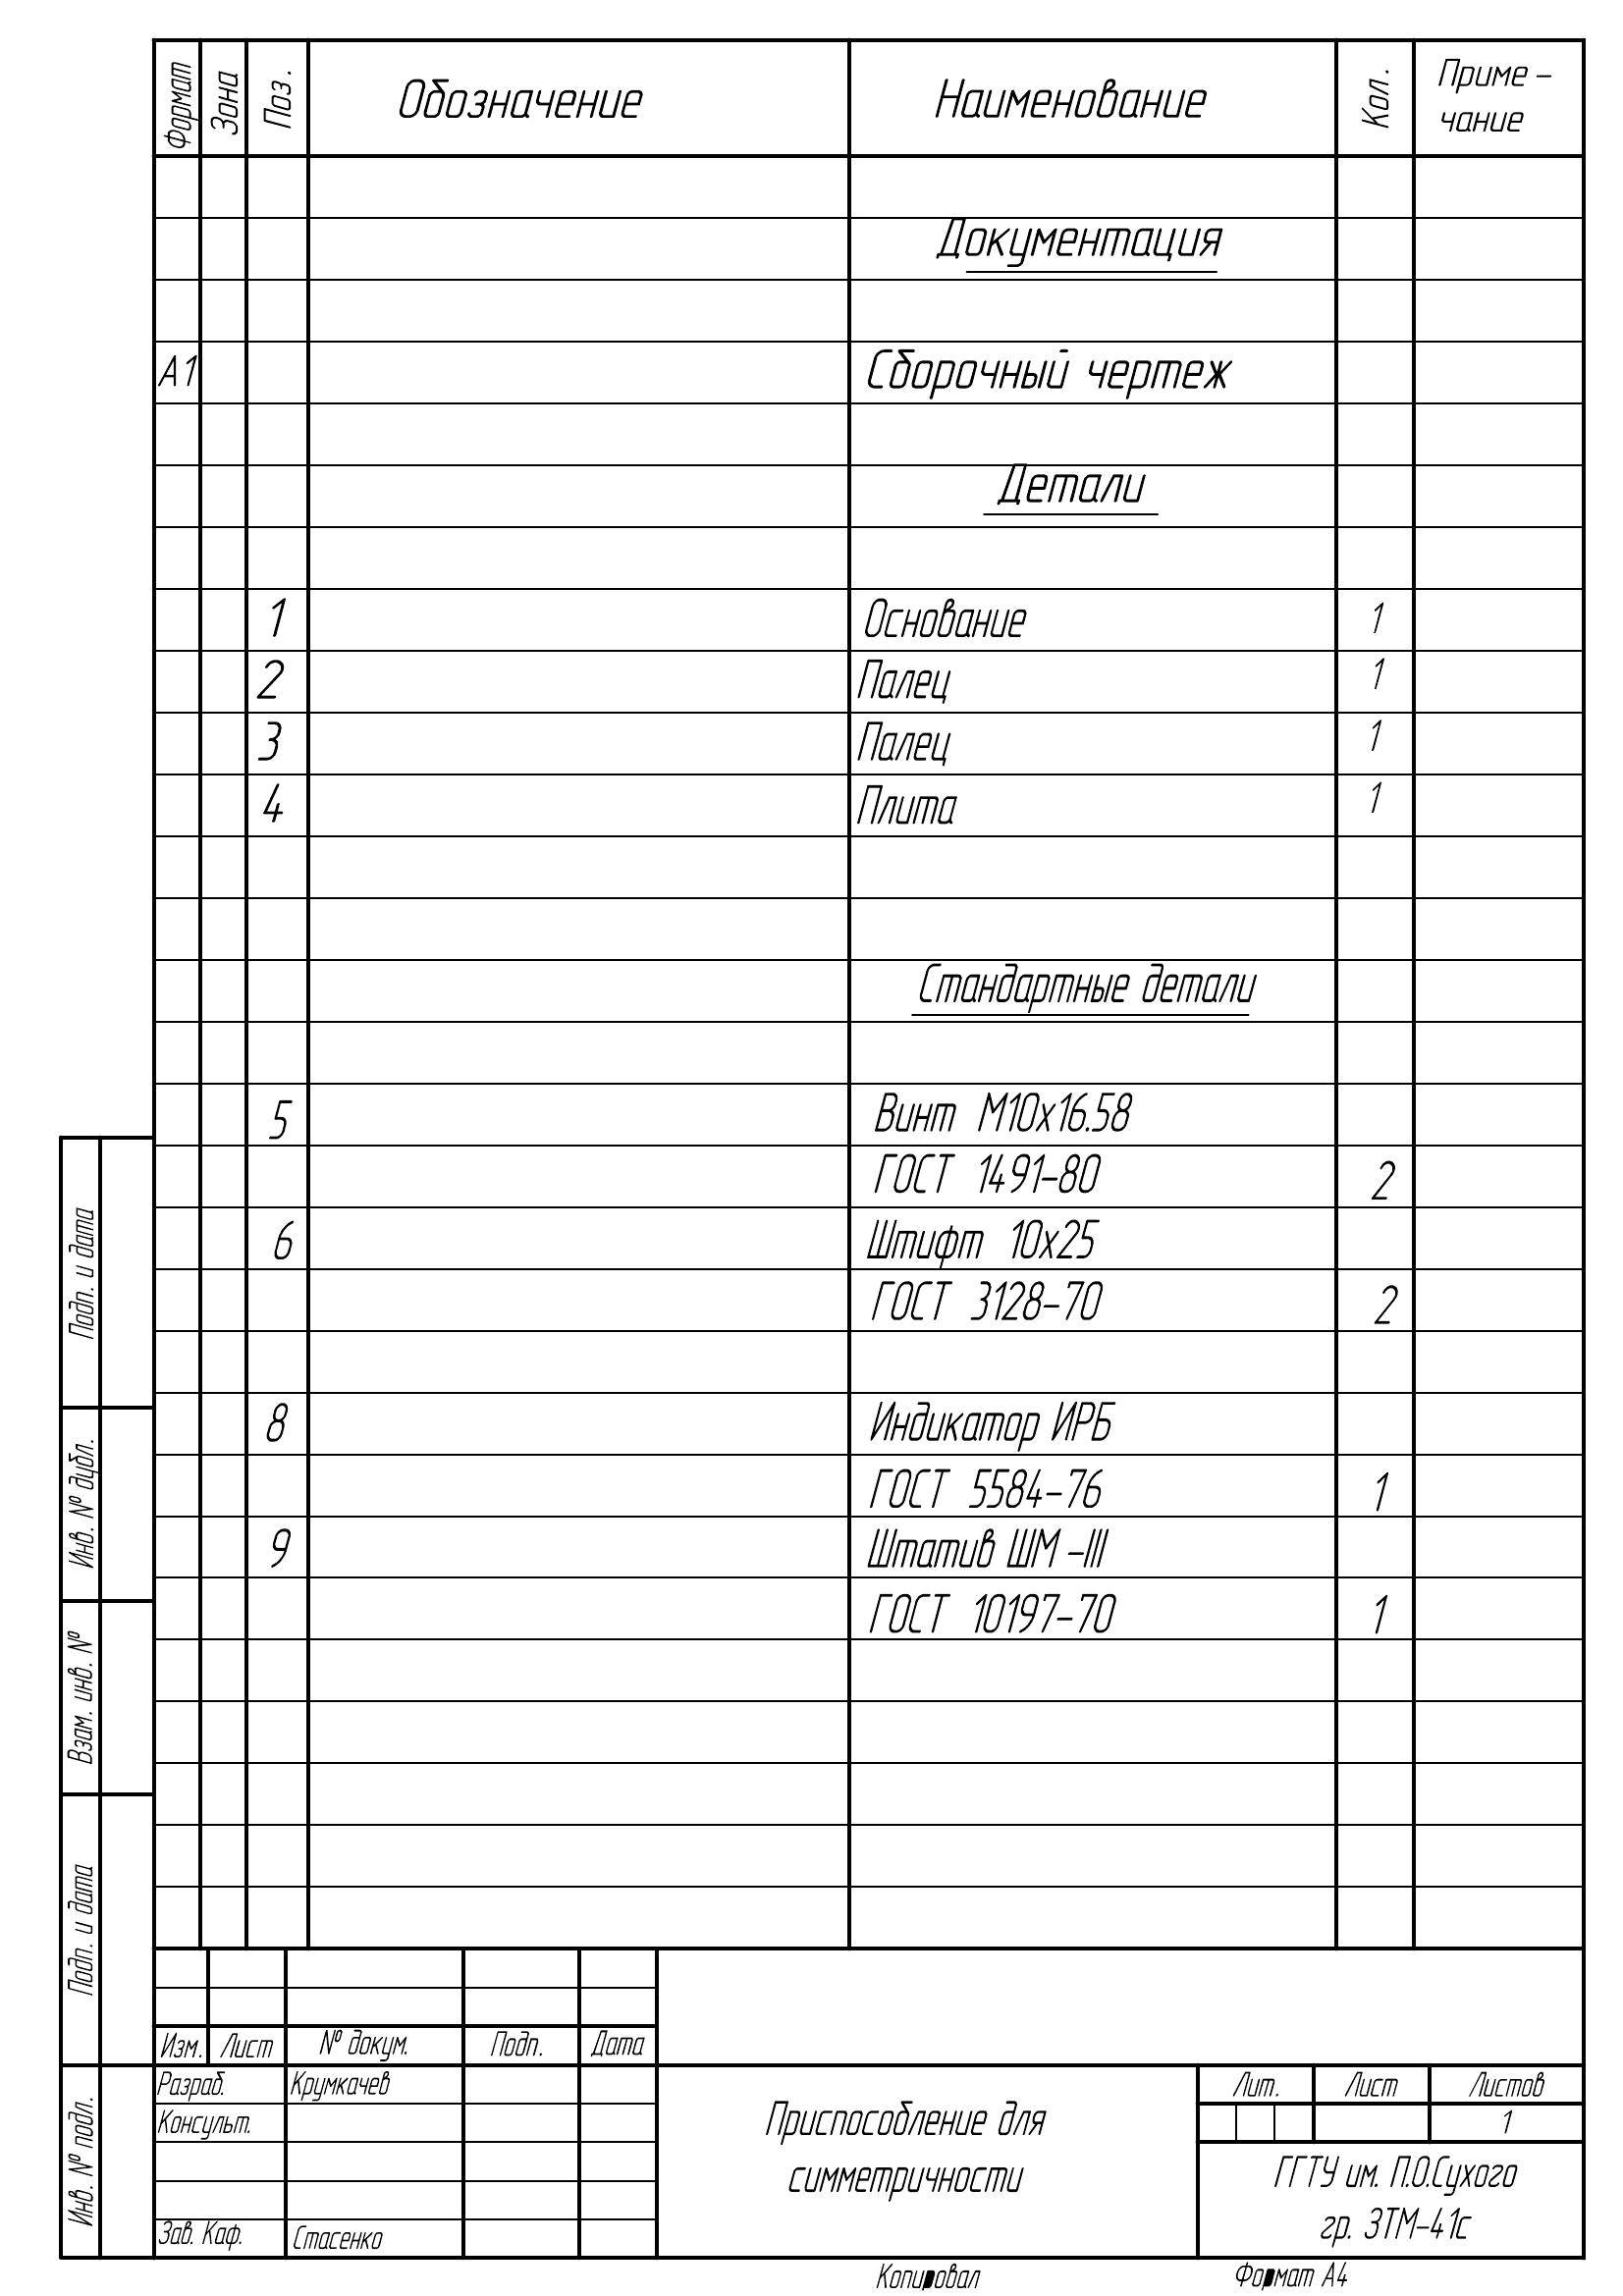 Формат Зона Поз. Обозначение Наименование Кол. Приме-
чание
Документация
А1 Сборочный чертеж
Детали
1 Основание 1
2 Палец 1
3 Палец 1
4 Плита 1
Стандартные детали
5 Винт М10х16.58
ГОСТ 1491-80 2
6 Штифт 10х25
ГОСТ 3128-70 2
8 Индикатор ИРБ
ГОСТ 5584-76 1
9 Штатив ШМ-III
ГОСТ 10197-70 1
Подп. и дата
Инв. № дубл.
Взам. инв. №
Подп. и дата
Инв. № подл.
Изм. Лист № докум. Подп. Дата
Разраб. Крумкачев
Консульт.
Зав. Каф. Стасенко
Приспособление для
симметричности
Лит. Лист Листов
1
ГГТУ им. П.О.Сухого
гр. ЗТМ-41с
Копировал Формат А4